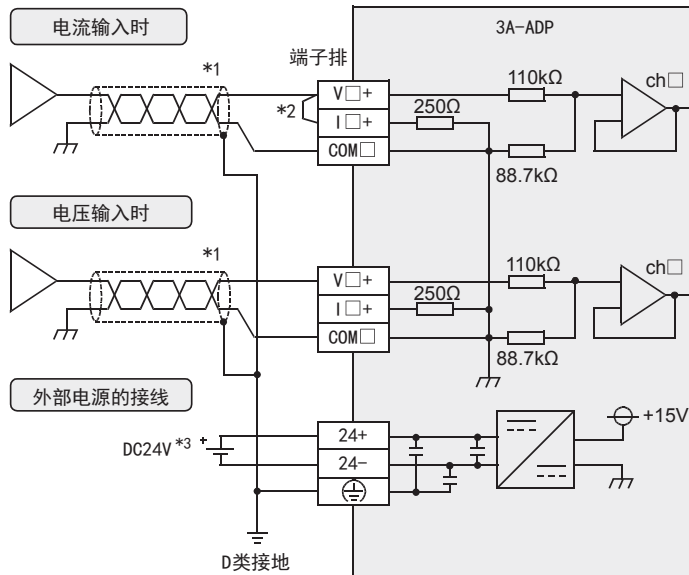 电流输入时
3A-ADP
端子排
*1
V□+
110kΩ
ch□
*2
250Ω
I□+
COM□
88.7kΩ
电压输入时
*1
V□+
110kΩ
ch□
250Ω
I□+
COM□
88.7kΩ
外部电源的接线
24+
+15V
DC24V *3 +
24-
D类接地